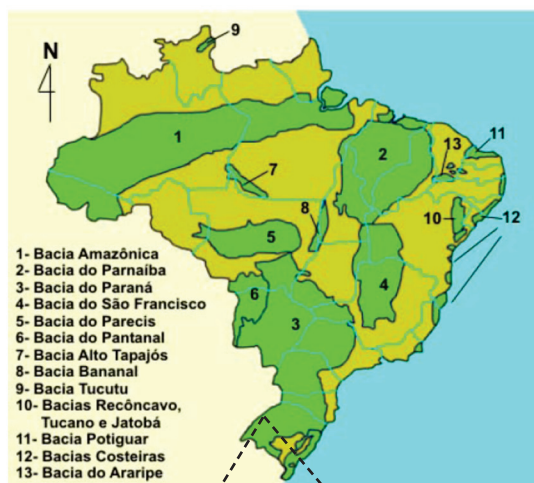 N
9
1
2
13
11
7
8
10
12
5
4
6
3
1- Bacia Amazônica
2- Bacia do Parnaíba
3- Bacia do Paraná
4- Bacia do São Francisco
5- Bacia do Parecis
6- Bacia do Pantanal
7- Bacia Alto Tapajós
8- Bacia Bananal
9- Bacia Tucutu
10- Bacias Recôncavo,
Tucano e Jatobá
11- Bacia Potiguar
12- Bacias Costeiras
13- Bacia do Araripe